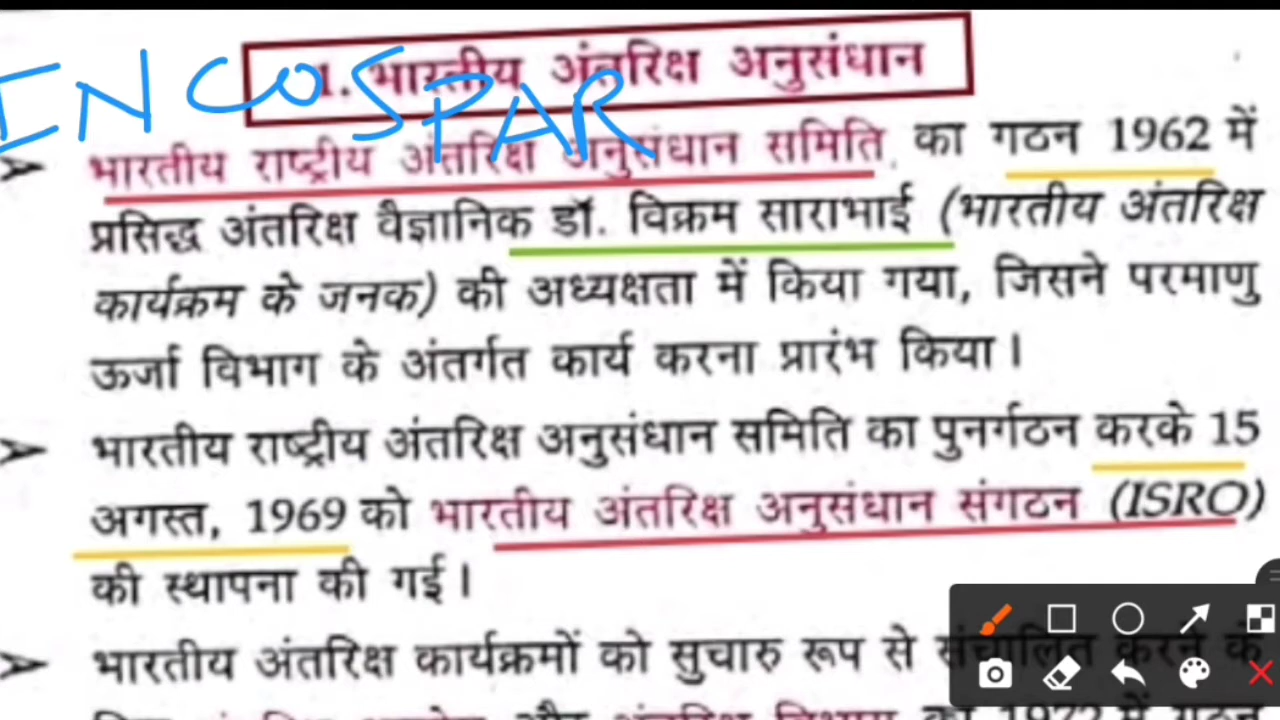 1. भारतीय अंतरिक्ष अनुसंधान
INCOSPAR
भारतीय राष्ट्रीय अंतरिक्ष अनुसंधान समिति का गठन 1962 में
प्रसिद्ध अंतरिक्ष वैज्ञानिक डॉ. विक्रम साराभाई (भारतीय अंतरिक्ष
कार्यक्रम के जनक) की अध्यक्षता में किया गया, जिसने परमाणु
ऊर्जा विभाग के अंतर्गत कार्य करना प्रारंभ किया।
भारतीय राष्ट्रीय अंतरिक्ष अनुसंधान समिति का पुनर्गठन करके 15
अगस्त, 1969 को भारतीय अंतरिक्ष अनुसंधान संगठन (ISRO)
की स्थापना की गई।
भारतीय अंतरिक्ष कार्यक्रमों को सुचारु रूप से संचालित करने के